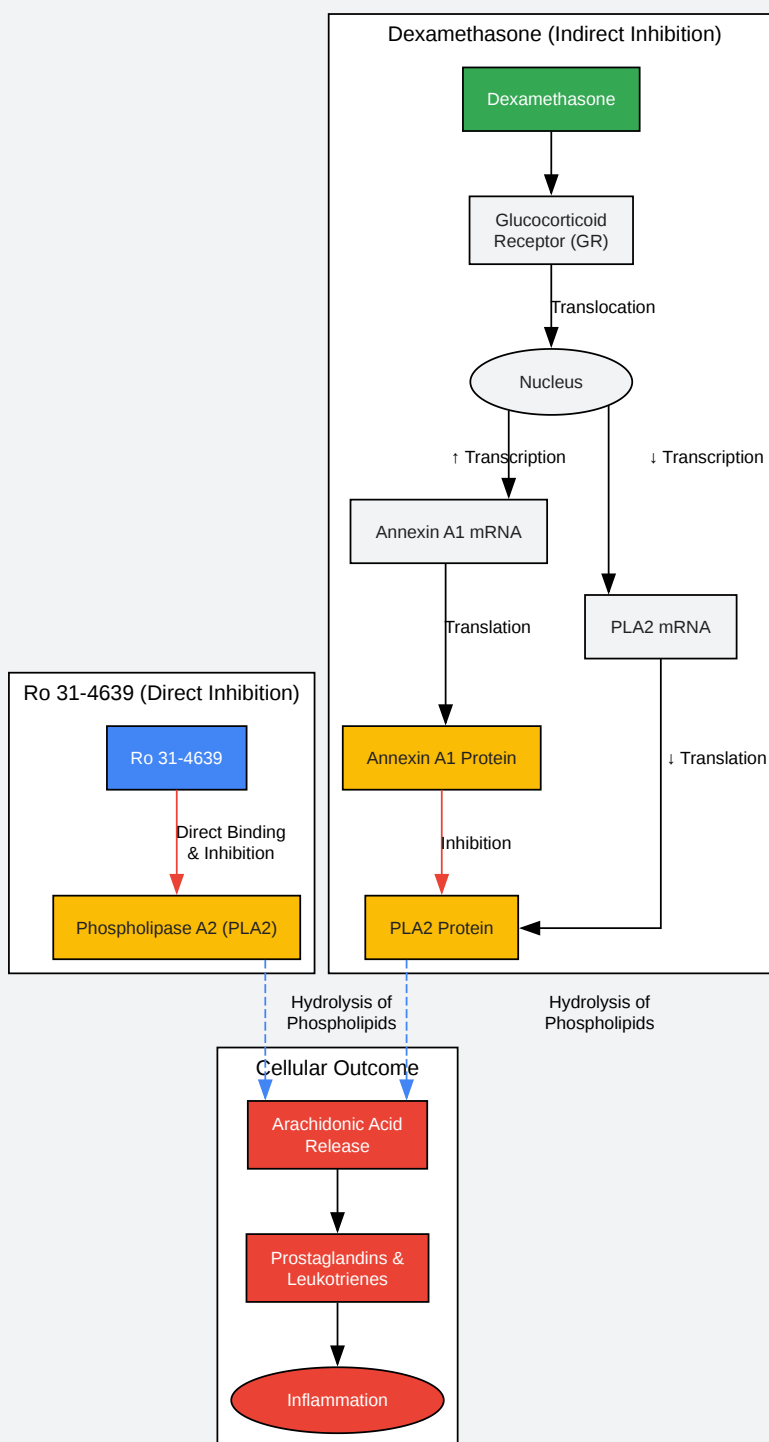 Dexamethasone (Indirect Inhibition)
Dexamethasone
Glucocorticoid
Receptor (GR)
Translocation
Nucleus
↑ Transcription
↓ Transcription
Annexin A1 mRNA
Translation
PLA2 mRNA
Ro 31-4639 (Direct Inhibition)
Ro 31-4639
Annexin A1 Protein
↓ Translation
Direct Binding
& Inhibition
Inhibition
Phospholipase A2 (PLA2)
PLA2 Protein
Hydrolysis of
Phospholipids
Hydrolysis of
Phospholipids
Cellular Outcome
Arachidonic Acid
Release
Prostaglandins &
Leukotrienes
Inflammation